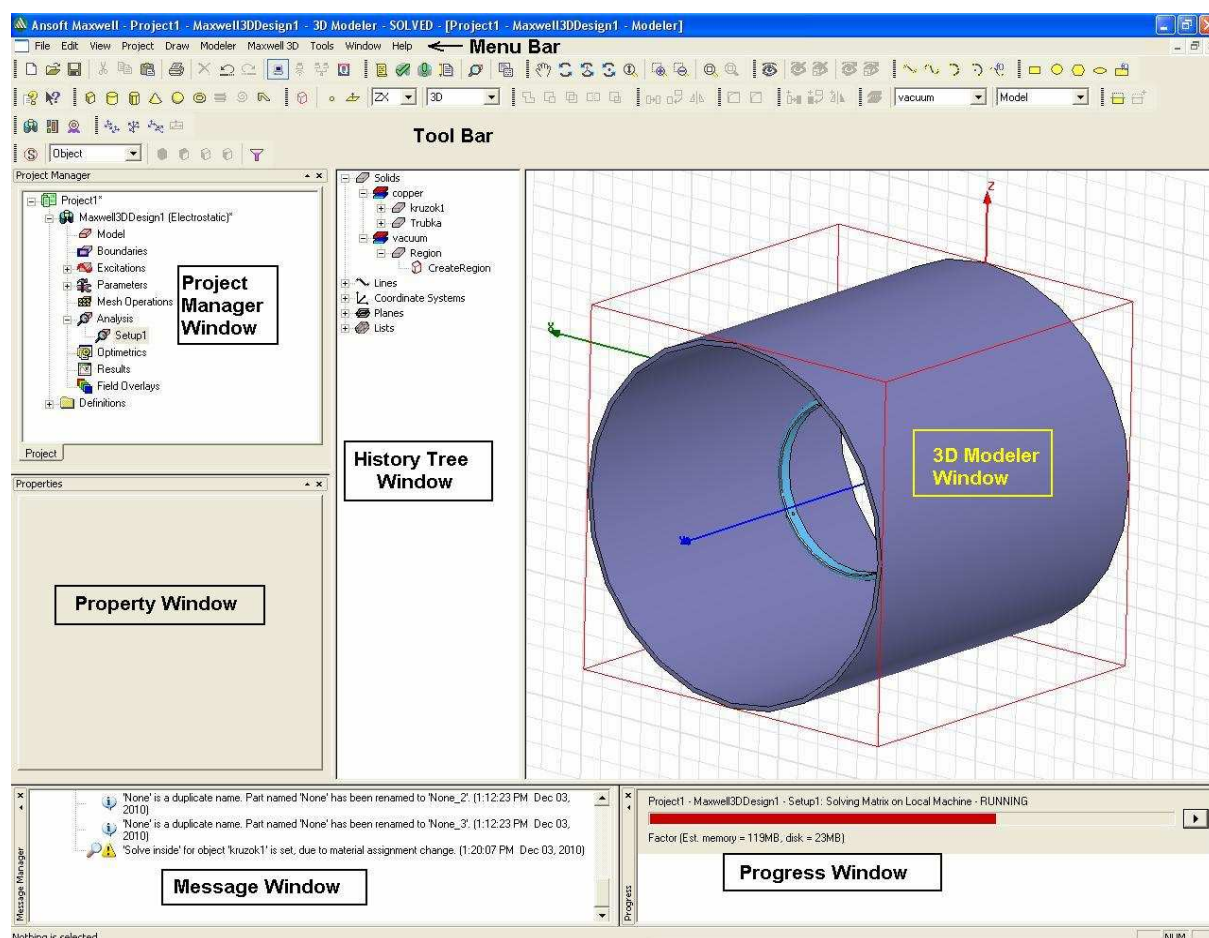 Ansoft Maxwell - Project1 - Maxwell3DDesign1 - 3D Modeler - SOLVED - [Project1 - Maxwell3DDesign1 - Modeler]
File Edit View Project Draw Modeler Maxwell 3D Tools Window Help
Menu Bar
ZX 3D vacuum Model
Tool Bar
Object
Project Manager
Project1*
Maxwell3DDesign1 (Electrostatic)*
Model
Boundaries
Excitations
Parameters
Mesh Operations
Analysis
Setup1
Optimetrics
Results
Field Overlays
Definitions
Project
Project
Manager
Window
Properties
Property Window
Solids
copper
kruzok1
Trubka
vacuum
Region
CreateRegion
Lines
Coordinate Systems
Planes
Lists
History Tree
Window
Z
3D Modeler
Window
Message Manager
'None' is a duplicate name. Part named 'None' has been renamed to 'None_2'. (1:12:23 PM Dec 03,
2010)
'None' is a duplicate name. Part named 'None' has been renamed to 'None_3'. (1:12:23 PM Dec 03,
2010)
'Solve inside' for object 'kruzok1' is set, due to material assignment change. (1:20:07 PM Dec 03, 2010)
Message Window
Progress
Project1 - Maxwell3DDesign1 - Setup1: Solving Matrix on Local Machine - RUNNING
Factor (Est. memory = 119MB, disk = 23MB)
Progress Window
Nothing is selected
NUM